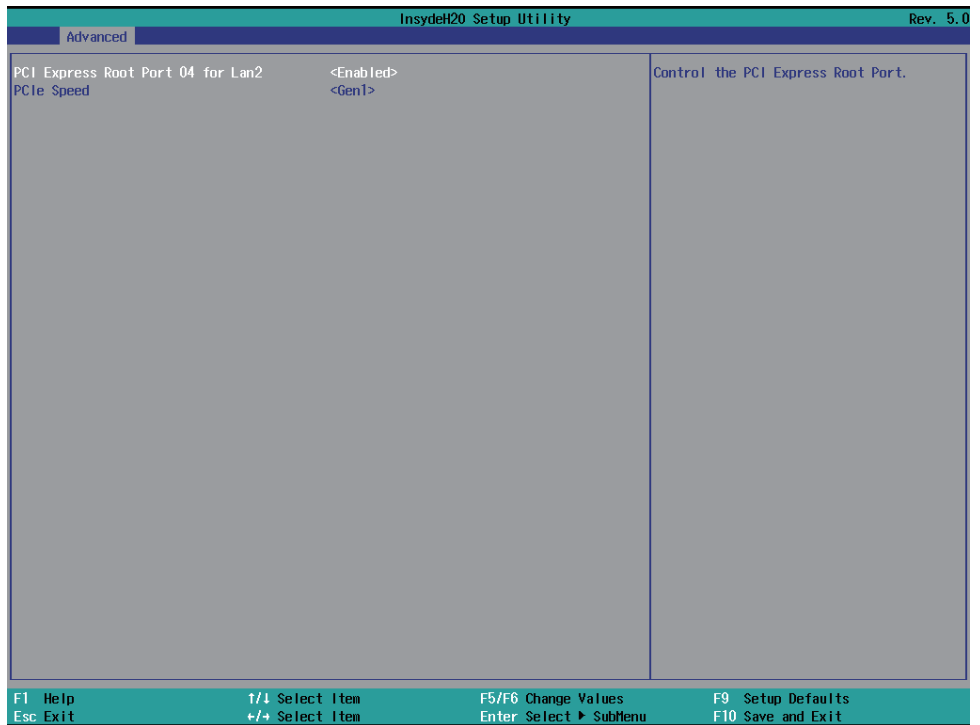 InsydeH20 Setup Utility Rev. 5.0
Advanced
PCI Express Root Port 04 for Lan2 <Enabled> Control the PCI Express Root Port.
PCIe Speed <Gen1>
F1 Help ↑/↓ Select Item F5/F6 Change Values F9 Setup Defaults
Esc Exit ←/→ Select Item Enter Select ▶ SubMenu F10 Save and Exit